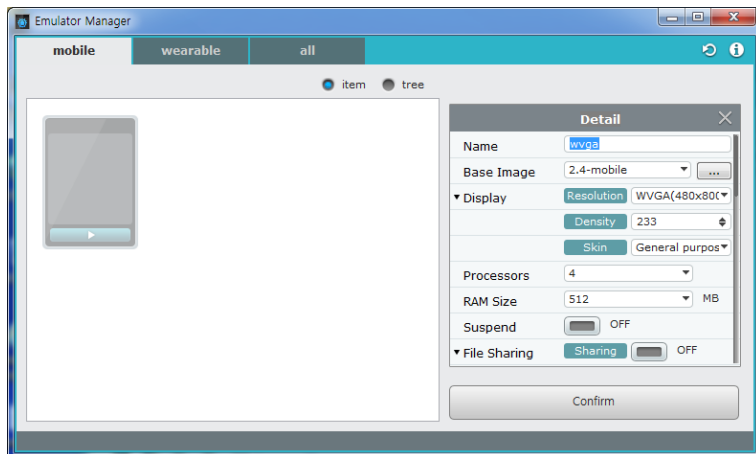 Emulator Manager
mobile wearable all
item tree
Detail
Name wvga
Base Image 2.4-mobile ...
Display Resolution WVGA(480x800
Density 233
Skin General purpos
Processors 4
RAM Size 512 MB
Suspend OFF
File Sharing Sharing OFF
Confirm